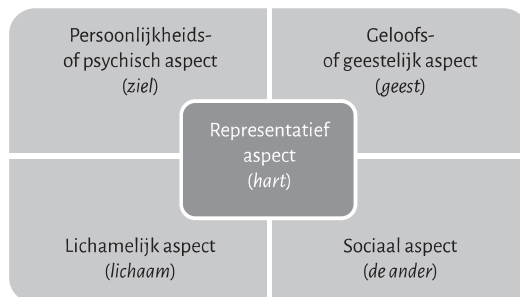 Persoonlijkheids-
of psychisch aspect
(ziel)
Geloofs-
of geestelijk aspect
(geest)
Representatief
aspect
(hart)
Lichamelijk aspect
(lichaam)
Sociaal aspect
(de ander)